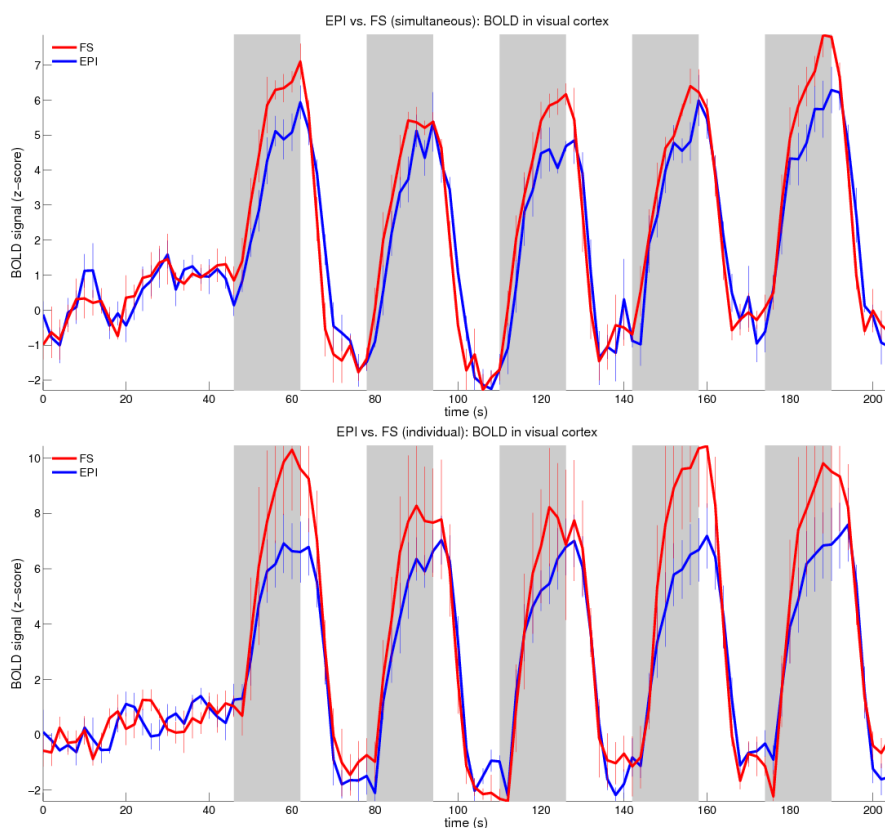 EPI vs. FS (simultaneous): BOLD in visual cortex
FS
EPI
BOLD signal (z-score)
7
6
5
4
3
2
1
0
−1
−2
0 20 40 60 80 100 120 140 160 180 200
time (s)
EPI vs. FS (individual): BOLD in visual cortex
FS
EPI
BOLD signal (z-score)
10
8
6
4
2
0
−2
0 20 40 60 80 100 120 140 160 180 200
time (s)